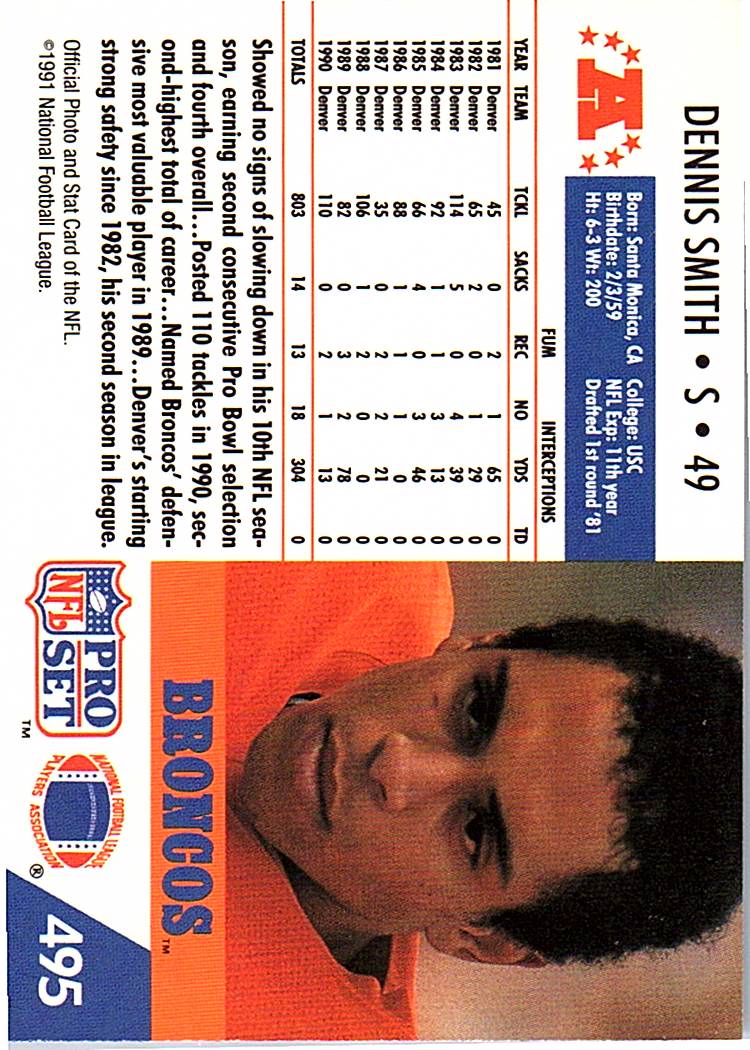 DENNIS SMITH • S • 49
A
Born: Santa Monica, CA College: USC
Birthdate: 2/3/59 NFL Exp: 11th year
Ht: 6-3 Wt: 200 Drafted 1st round '81
FUM INTERCEPTIONS
YEAR TEAM TCKL SACKS REC NO YDS TD
1981 Denver 45 0 2 1 65 0
1982 Denver 65 2 0 1 29 0
1983 Denver 114 5 0 4 39 0
1984 Denver 92 1 1 3 13 0
1985 Denver 66 4 0 3 46 0
1986 Denver 88 1 1 1 0 0
1987 Denver 35 0 2 2 21 0
1988 Denver 106 1 2 0 0 0
1989 Denver 82 0 3 2 78 0
1990 Denver 110 0 2 1 13 0
TOTALS 803 14 13 18 304 0
Showed no signs of slowing down in his 10th NFL sea-
son, earning second consecutive Pro Bowl selection
and fourth overall...Posted 110 tackles in 1990, sec-
ond-highest total of career...Named Broncos' defen-
sive most valuable player in 1989...Denver's starting
strong safety since 1982, his second season in league.
Official Photo and Stat Card of the NFL.
©1991 National Football League.
BRONCOS™
NFL PRO SET ™
NATIONAL FOOTBALL LEAGUE
PLAYERS ASSOCIATION ®
495